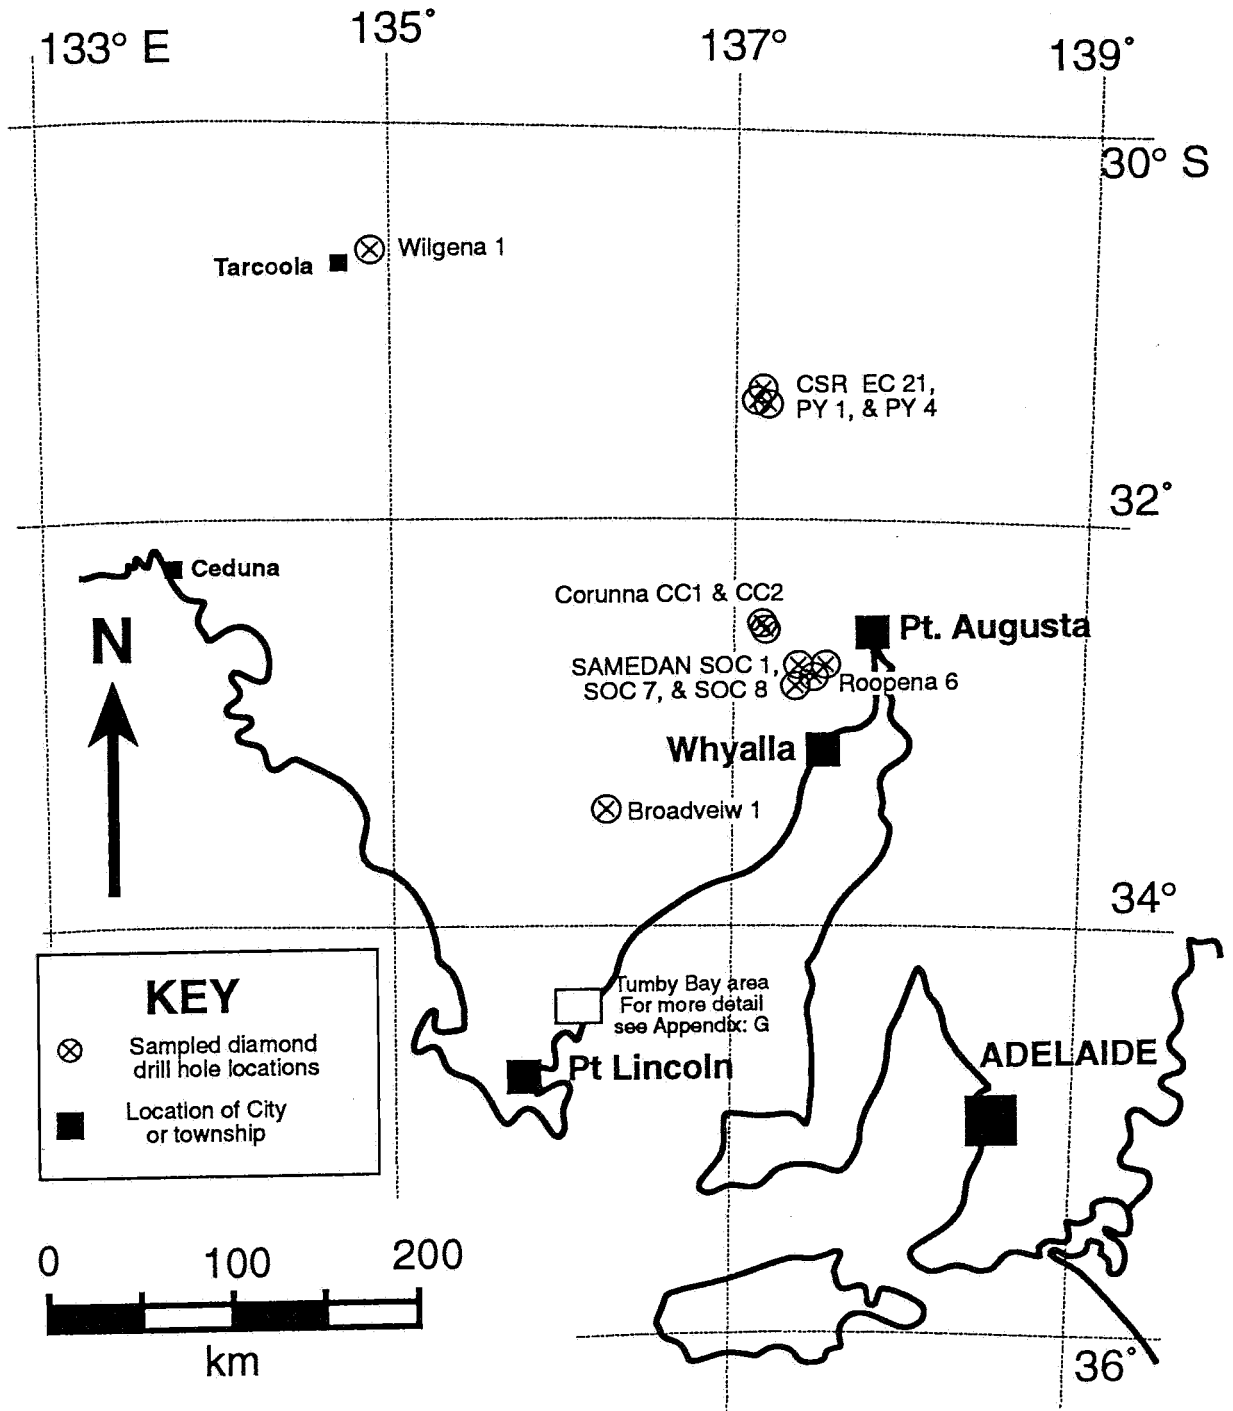 133° E
135°
137°
139°
30° S
Tarcoola
Wilgena 1
CSR EC 21,
PY 1, & PY 4
32°
Ceduna
Corunna CC1 & CC2
N
Pt. Augusta
SAMEDAN SOC 1,
SOC 7, & SOC 8
Roopena 6
Whyalla
Broadveiw 1
34°
KEY
Sampled diamond
drill hole locations
Location of City
or township
Tumby Bay area
For more detail
see Appendix: G
Pt Lincoln
ADELAIDE
0 100 200
km
36°